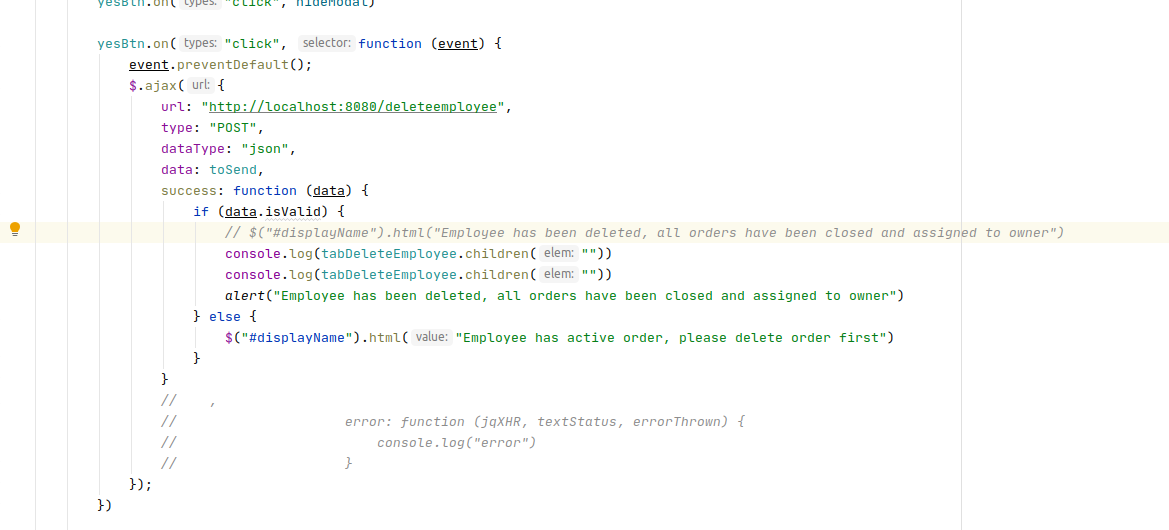 yesBtn.on( types: "click", hideModal)
yesBtn.on( types: "click", selector: function (event) {
event.preventDefault();
$.ajax( url: {
url: "http://localhost:8080/deleteemployee",
type: "POST",
dataType: "json",
data: toSend,
success: function (data) {
if (data.isValid) {
// $("#displayName").html("Employee has been deleted, all orders have been closed and assigned to owner")
console.log(tabDeleteEmployee.children( elem: ""))
console.log(tabDeleteEmployee.children( elem: ""))
alert("Employee has been deleted, all orders have been closed and assigned to owner")
} else {
$("#displayName").html( value: "Employee has active order, please delete order first")
}
}
// ,
// error: function (jqXHR, textStatus, errorThrown) {
// console.log("error")
// }
});
})